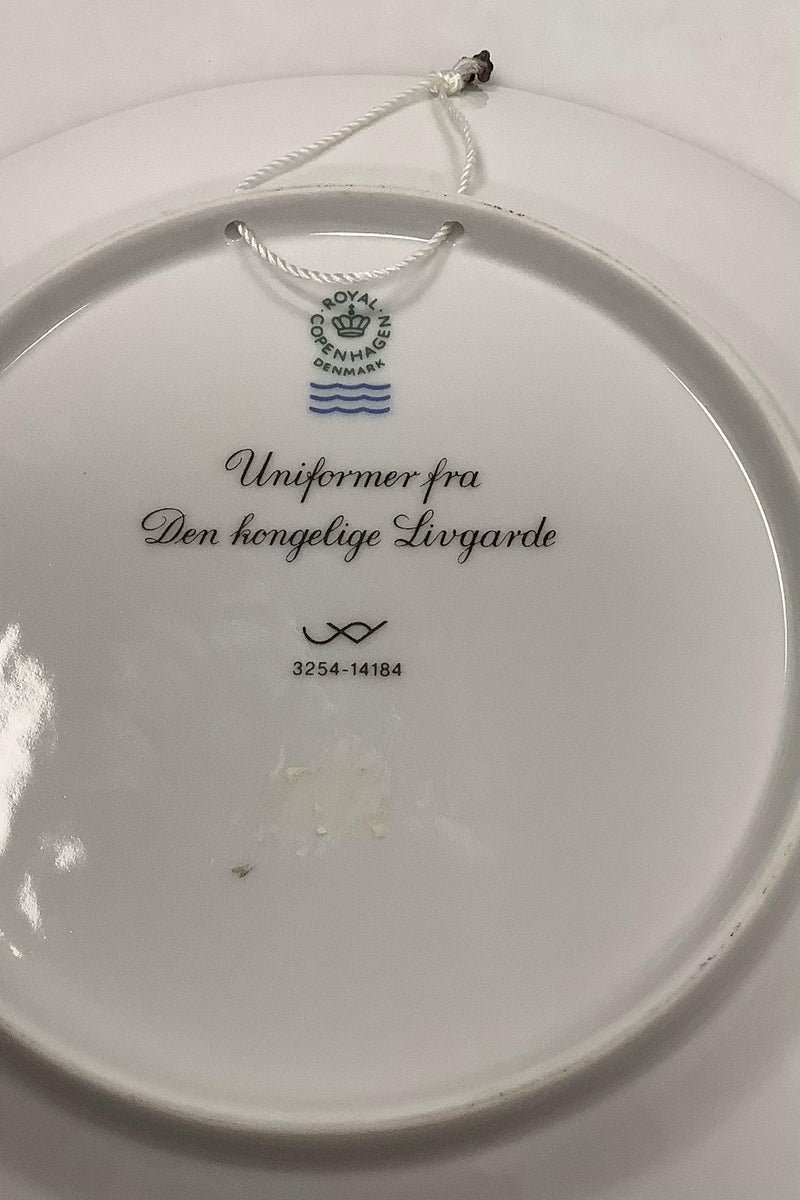 ROYAL
COPENHAGEN
DENMARK
Uniformer fra
Den kongelige Livgarde
3254-14184